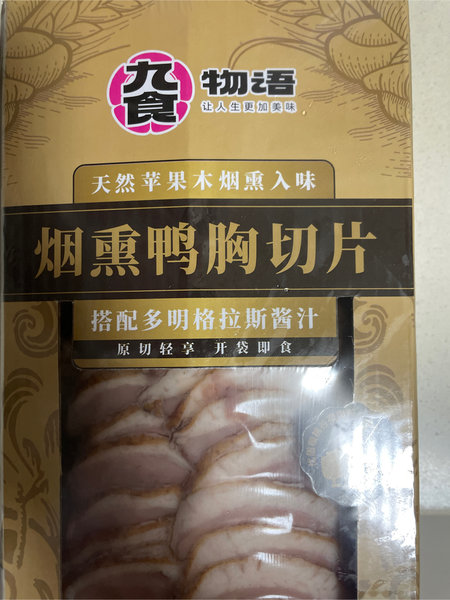 九食 物语
让人生更加美味
天然苹果木烟熏入味
烟熏鸭胸切片
搭配多明格拉斯酱汁
原切轻享 开袋即食